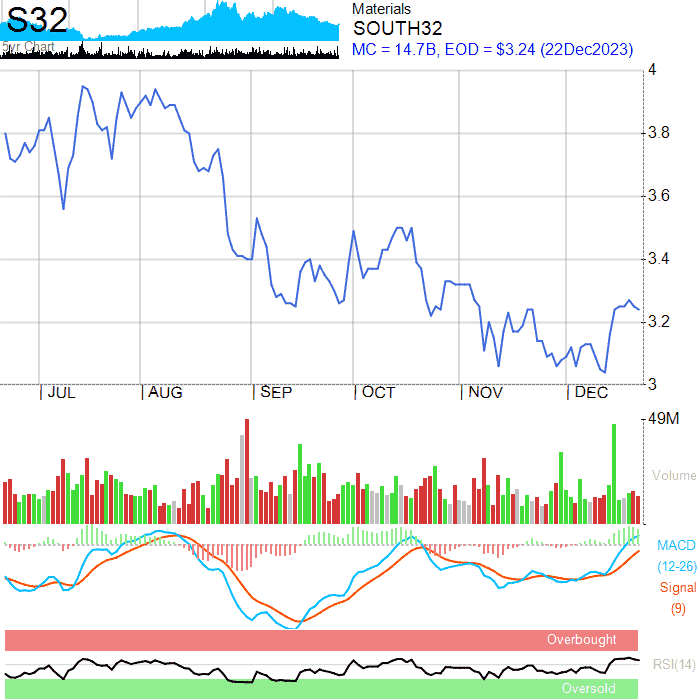 S32
5yr Chart
Materials
SOUTH32
MC = 14.7B, EOD = $3.24 (22Dec2023)
4
3.8
3.6
3.4
3.2
3
JUL AUG SEP OCT NOV DEC
49M
Volume
MACD
(12-26)
Signal
(9)
Overbought
RSI(14)
Oversold